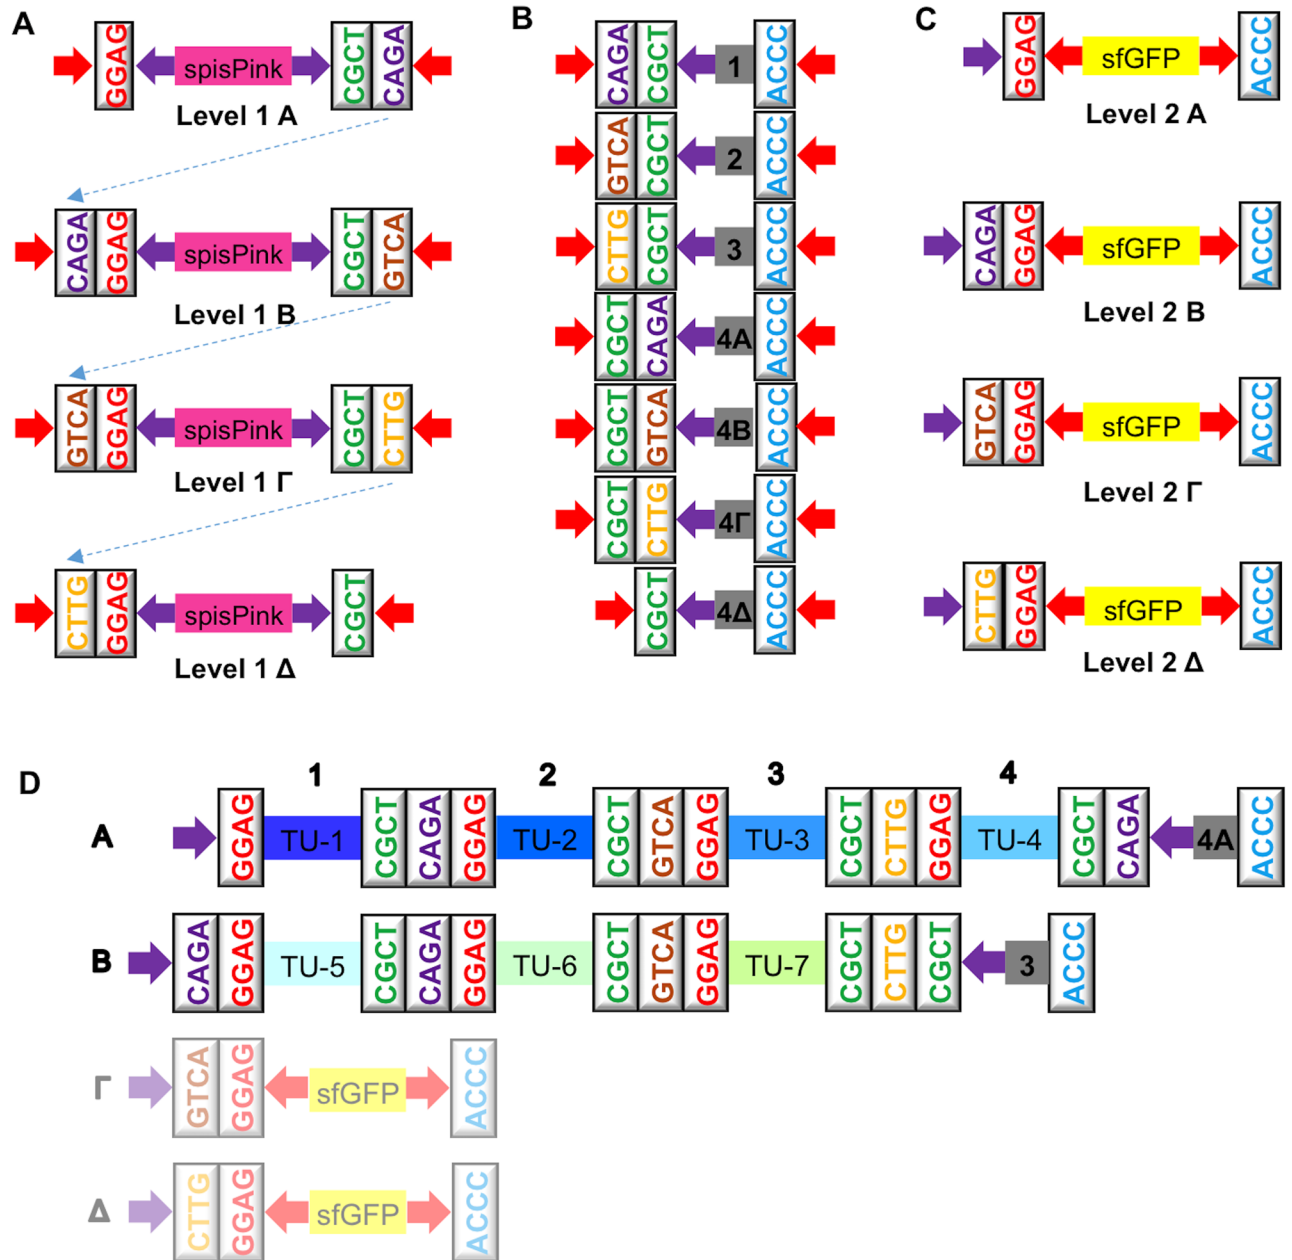 A
GGAG
spisPink
CGCT
CAGA
Level 1 A
CAGA
GGAG
spisPink
CGCT
GTCA
Level 1 B
GTCA
GGAG
spisPink
CGCT
CTTG
Level 1 Γ
CTTG
GGAG
spisPink
CGCT
Level 1 Δ
B
CAGA
CGCT
1
ACCC
GTCA
CGCT
2
ACCC
CTTG
CGCT
3
ACCC
CGCT
CAGA
4A
ACCC
CGCT
GTCA
4B
ACCC
CGCT
CTTG
4Γ
ACCC
CGCT
4Δ
ACCC
C
GGAG
sfGFP
ACCC
Level 2 A
CAGA
GGAG
sfGFP
ACCC
Level 2 B
GTCA
GGAG
sfGFP
ACCC
Level 2 Γ
CTTG
GGAG
sfGFP
ACCC
Level 2 Δ
D
1
2
3
4
A
GGAG
TU-1
CGCT
CAGA
GGAG
TU-2
CGCT
GTCA
GGAG
TU-3
CGCT
CTTG
GGAG
TU-4
CGCT
CAGA
4A
ACCC
B
CAGA
GGAG
TU-5
CGCT
CAGA
GGAG
TU-6
CGCT
GTCA
GGAG
TU-7
CGCT
CTTG
CGCT
3
ACCC
Γ
GTCA
GGAG
sfGFP
ACCC
Δ
CTTG
GGAG
sfGFP
ACCC